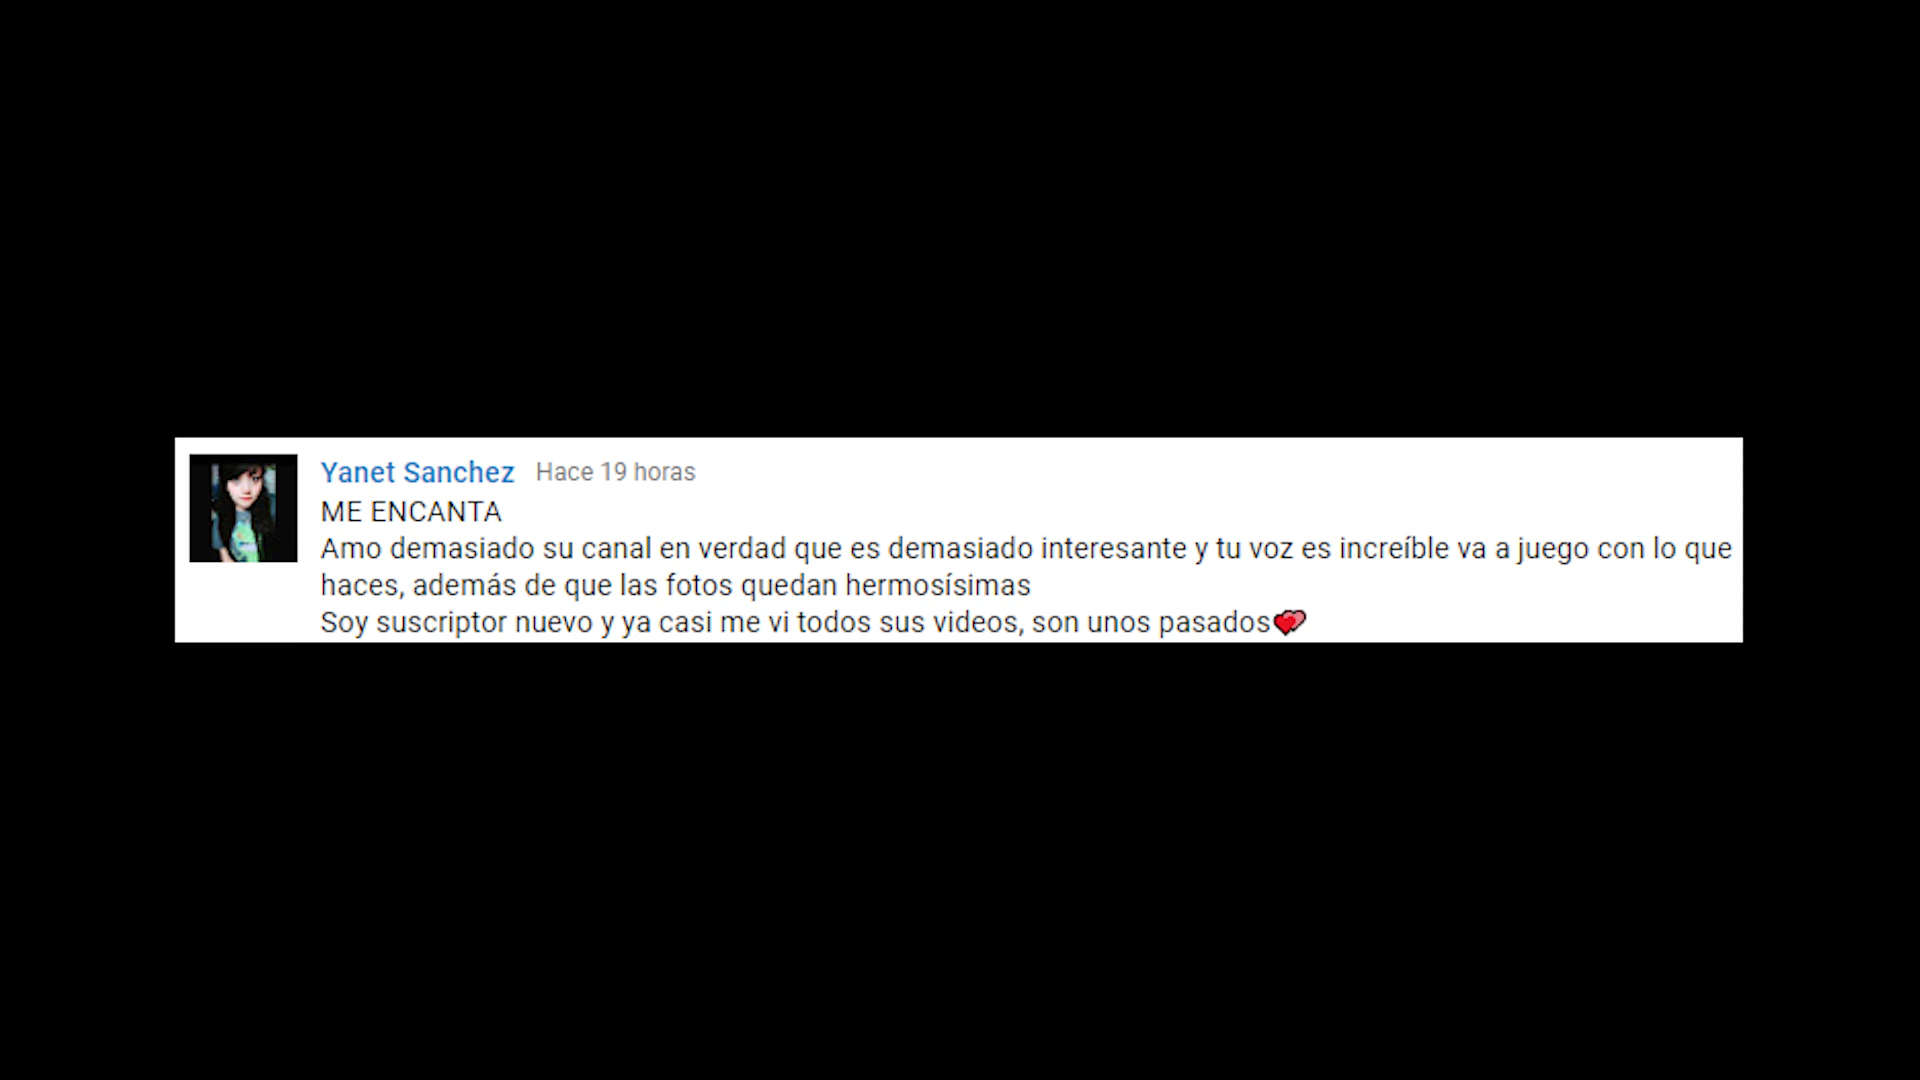 Yanet Sanchez Hace 19 horas
ME ENCANTA
Amo demasiado su canal en verdad que es demasiado interesante y tu voz es increíble va a juego con lo que
haces, además de que las fotos quedan hermosísimas
Soy suscriptor nuevo y ya casi me vi todos sus videos, son unos pasados💕